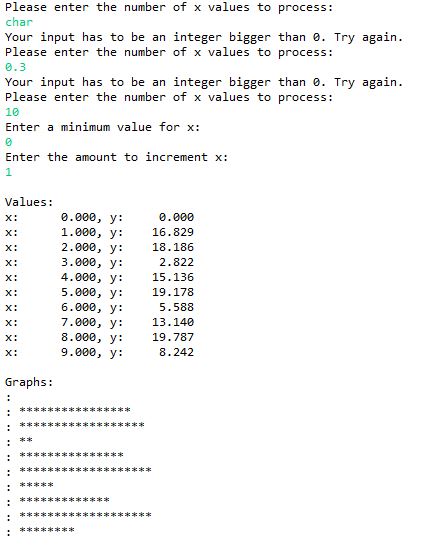 Please enter the number of x values to process:
char
Your input has to be an integer bigger than 0. Try again.
Please enter the number of x values to process:
0.3
Your input has to be an integer bigger than 0. Try again.
Please enter the number of x values to process:
10
Enter a minimum value for x:
0
Enter the amount to increment x:
1

Values:
x:      0.000, y:     0.000
x:      1.000, y:    16.829
x:      2.000, y:    18.186
x:      3.000, y:     2.822
x:      4.000, y:    15.136
x:      5.000, y:    19.178
x:      6.000, y:     5.588
x:      7.000, y:    13.140
x:      8.000, y:    19.787
x:      9.000, y:     8.242

Graphs:
:
: ****************
: ******************
: **
: ***************
: *******************
: *****
: *************
: *******************
: ********